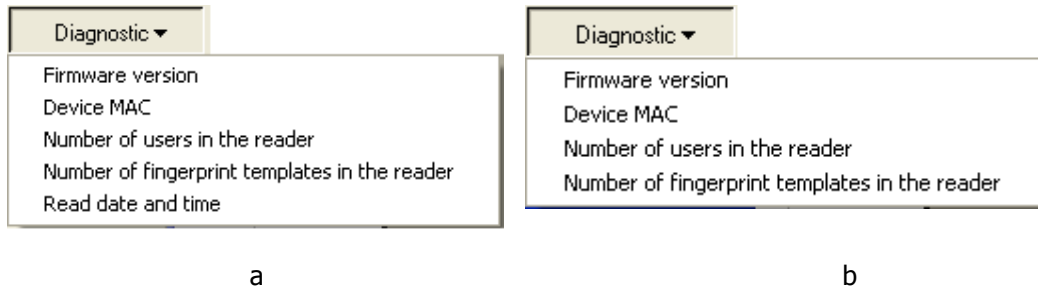 Diagnostic ▾
Firmware version
Device MAC
Number of users in the reader
Number of fingerprint templates in the reader
Read date and time
a
Diagnostic ▾
Firmware version
Device MAC
Number of users in the reader
Number of fingerprint templates in the reader
b